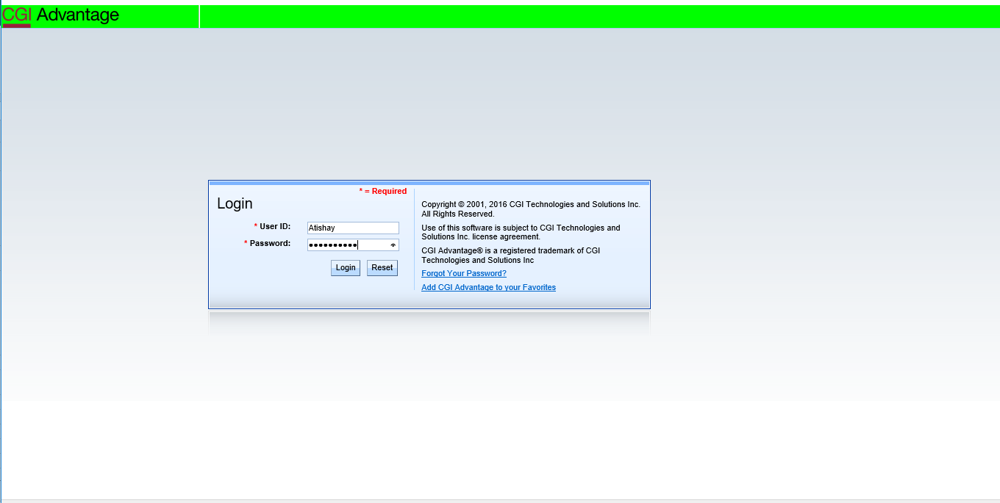 CGI Advantage
* = Required
Login
* User ID: Atishay
* Password: ●●●●●●●●●●
Login Reset
Copyright © 2001, 2016 CGI Technologies and Solutions Inc.
All Rights Reserved.
Use of this software is subject to CGI Technologies and
Solutions Inc. license agreement.
CGI Advantage® is a registered trademark of CGI
Technologies and Solutions Inc
Forgot Your Password?
Add CGI Advantage to your Favorites